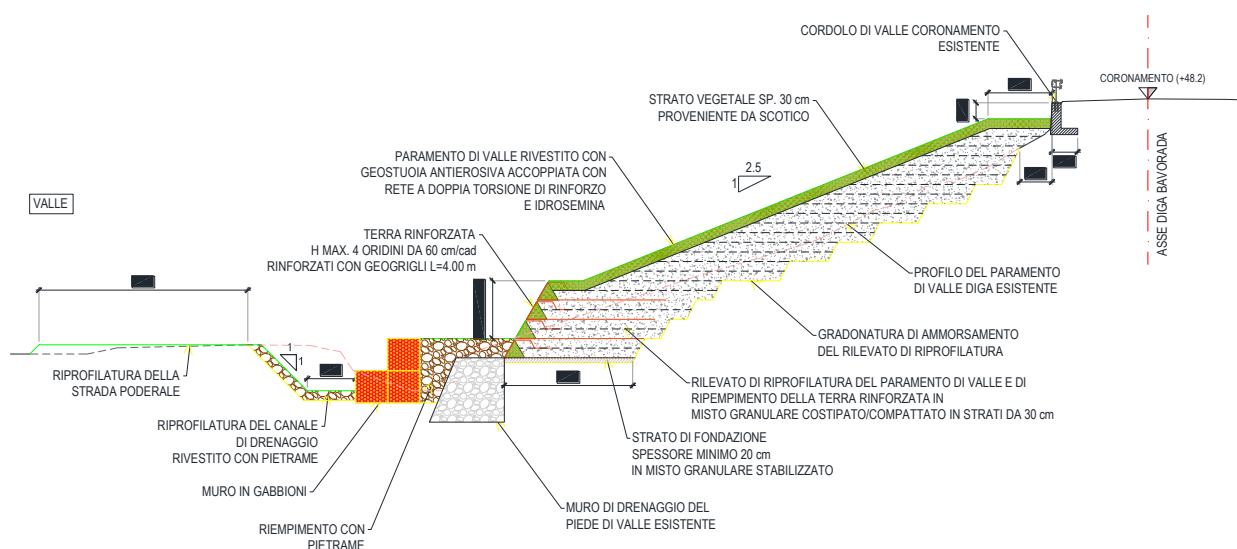 CORDOLO DI VALLE CORONAMENTO
ESISTENTE
CORONAMENTO (+48.2)
STRATO VEGETALE SP. 30 cm
PROVENIENTE DA SCOTICO
PARAMENTO DI VALLE RIVESTITO CON
GEOSTUOIA ANTIEROSIVA ACCOPPIATA CON
RETE A DOPPIA TORSIONE DI RINFORZO
E IDROSEMINA
2.5
1
ASSE DIGA BAVORADA
VALLE
TERRA RINFORZATA
H MAX. 4 ORIDINI DA 60 cm/cad
RINFORZATI CON GEOGRIGLI L=4.00 m
PROFILO DEL PARAMENTO
DI VALLE DIGA ESISTENTE
GRADONATURA DI AMMORSAMENTO
DEL RILEVATO DI RIPROFILATURA
1
1
RIPROFILATURA DELLA
STRADA PODERALE
RILEVATO DI RIPROFILATURA DEL PARAMENTO DI VALLE E DI
RIPEMPIMENTO DELLA TERRA RINFORZATA IN
MISTO GRANULARE COSTIPATO/COMPATTATO IN STRATI DA 30 cm
RIPROFILATURA DEL CANALE
DI DRENAGGIO
RIVESTITO CON PIETRAME
STRATO DI FONDAZIONE
SPESSORE MINIMO 20 cm
IN MISTO GRANULARE STABILIZZATO
MURO IN GABBIONI
MURO DI DRENAGGIO DEL
PIEDE DI VALLE ESISTENTE
RIEMPIMENTO CON
PIETRAME